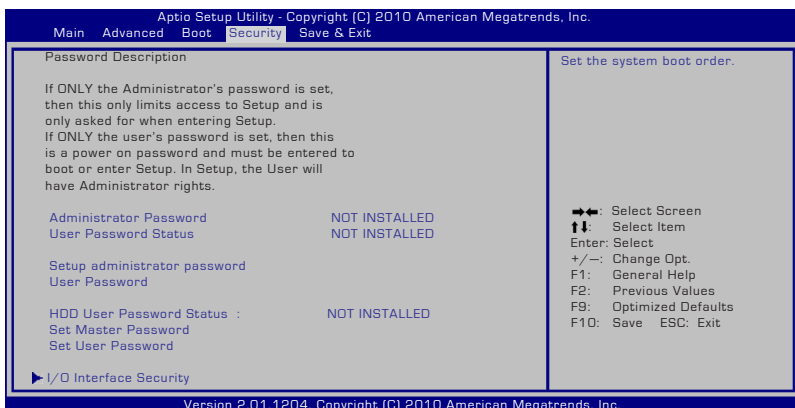 Aptio Setup Utility - Copyright (C) 2010 American Megatrends, Inc.
Main Advanced Boot Security Save & Exit
Password Description
If ONLY the Administrator's password is set,
then this only limits access to Setup and is
only asked for when entering Setup.
If ONLY the user's password is set, then this
is a power on password and must be entered to
boot or enter Setup. In Setup, the User will
have Administrator rights.
Administrator Password NOT INSTALLED
User Password Status NOT INSTALLED
Setup administrator password
User Password
HDD User Password Status : NOT INSTALLED
Set Master Password
Set User Password
I/O Interface Security
Set the system boot order.
→←: Select Screen
↑↓: Select Item
Enter: Select
+/—: Change Opt.
F1: General Help
F2: Previous Values
F9: Optimized Defaults
F10: Save ESC: Exit
Version 2.01.1204. Copyright (C) 2010 American Megatrends, Inc.